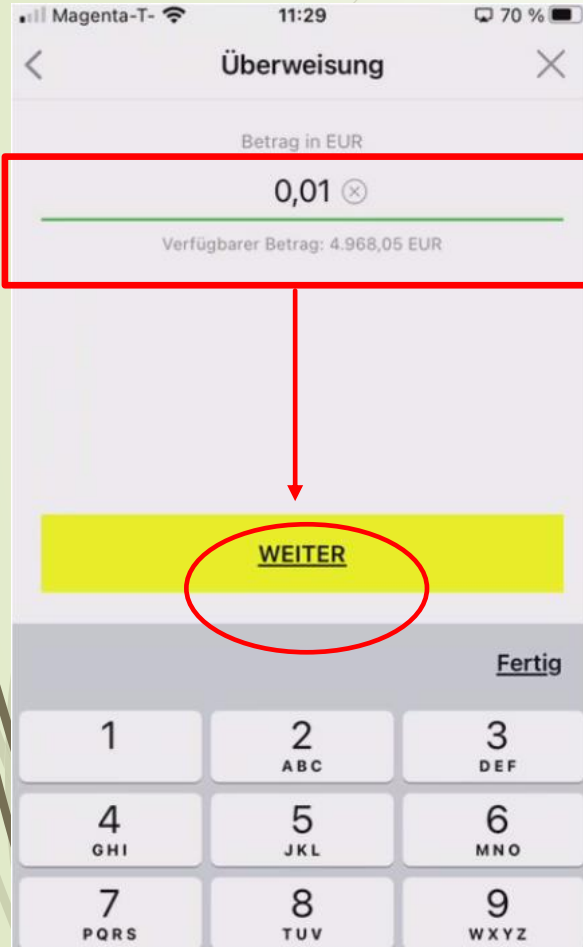 Magenta-T- 11:29 70 %
Überweisung
Betrag in EUR
0,01
Verfügbarer Betrag: 4.968,05 EUR
WEITER
Fertig
1 2 3
ABC DEF
4 5 6
GHI JKL MNO
7 8 9
PQRS TUV WXYZ